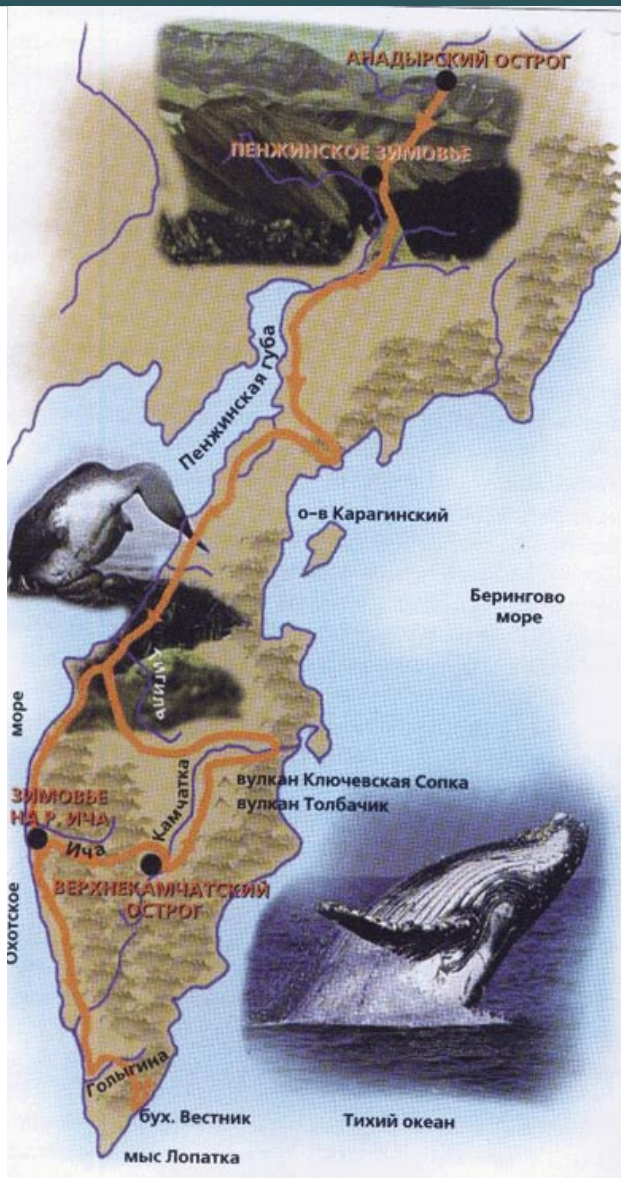 АНАДЫРСКИЙ ОСТРОГ
ПЕНЖИНСКОЕ ЗИМОВЬЕ
Пенжинская губа
о-в Карагинский
Берингово
море
Тигиль
море
вулкан Ключевская Сопка
вулкан Толбачик
Камчатка
ЗИМОВЬЕ
НА Р. ИЧА
Ича
ВЕРХНЕКАМЧАТСКИЙ
ОСТРОГ
Охотское
Голыгина
бух. Вестник
Тихий океан
мыс Лопатка